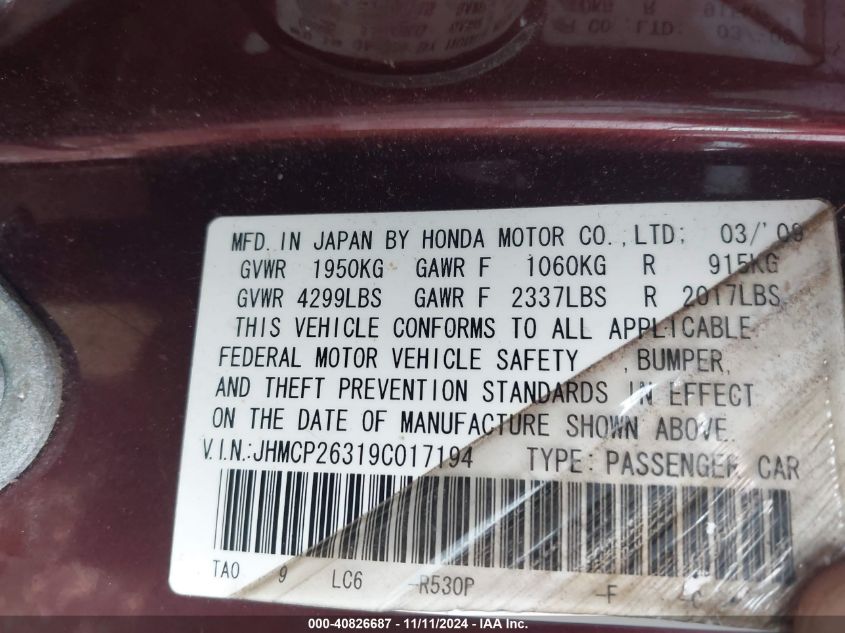 MFD. IN JAPAN BY HONDA MOTOR CO.,LTD. 03/'09
GVWR 1950KG GAWR F 1060KG R 915KG
GVWR 4299LBS GAWR F 2337LBS R 2017LBS
THIS VEHICLE CONFORMS TO ALL APPLICABLE
FEDERAL MOTOR VEHICLE SAFETY , BUMPER,
AND THEFT PREVENTION STANDARDS IN EFFECT
ON THE DATE OF MANUFACTURE SHOWN ABOVE.
V.I.N.:JHMCP26319C017194 TYPE:PASSENGER CAR
TA0 9 LC6 -R530P -F
000-40826687 - 11/11/2024 - IAA Inc.